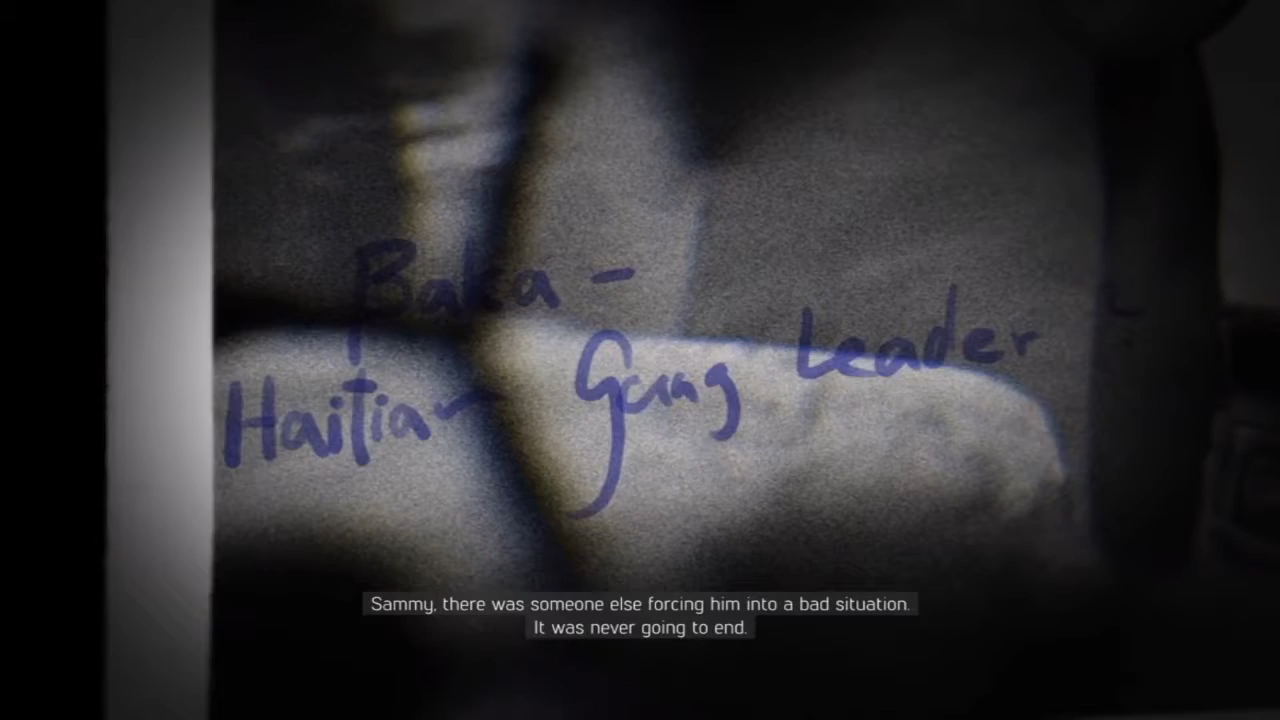 Baka -
Haitian Gang Leader
Sammy, there was someone else forcing him into a bad situation.
It was never going to end.